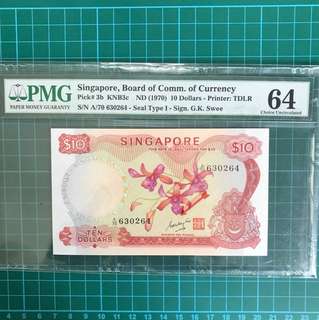 PMG
PAPER MONEY GUARANTY
Singapore, Board of Comm. of Currency
Pick# 3b KNB3c ND (1970) 10 Dollars - Printer: TDLR
S/N A/70 630264 - Seal Type I - Sign. G.K. Swee
64
Choice Uncirculated
$10
SINGAPORE
$10
A/70 630264
A/70 630264
TEN
DOLLARS